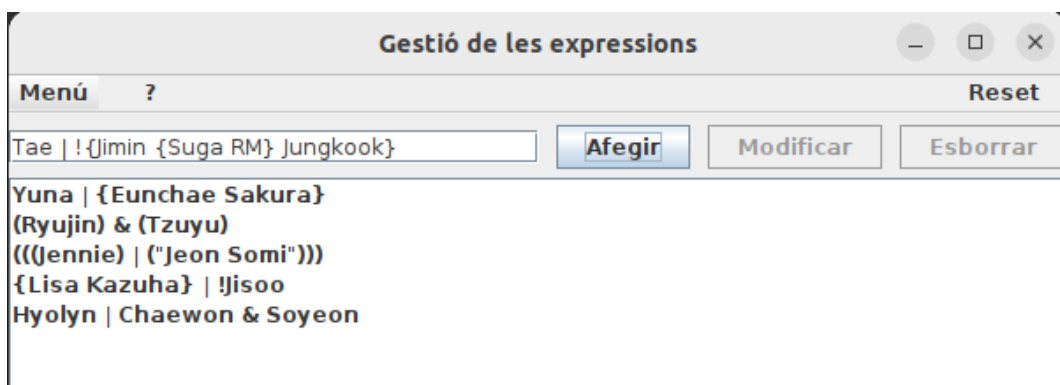 Gestió de les expressions
Menú ? Reset
Tae | !{Jimin {Suga RM} Jungkook} Afegir Modificar Esborrar
Yuna | {Eunchae Sakura}
(Ryujin) & (Tzuyu)
(((Jennie) | ("Jeon Somi")))
{Lisa Kazuha} | !Jisoo
Hyolyn | Chaewon & Soyeon